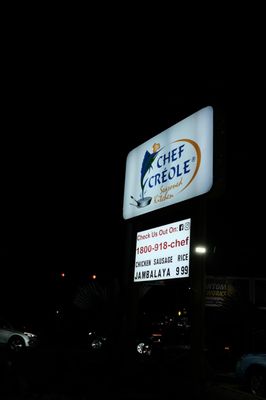 CHEF
CRÉOLE
®
Seasoned
Kitchen
Check Us Out On:
1800-918-chef
CHICKEN SAUSAGE RICE
JAMBALAYA 9.99